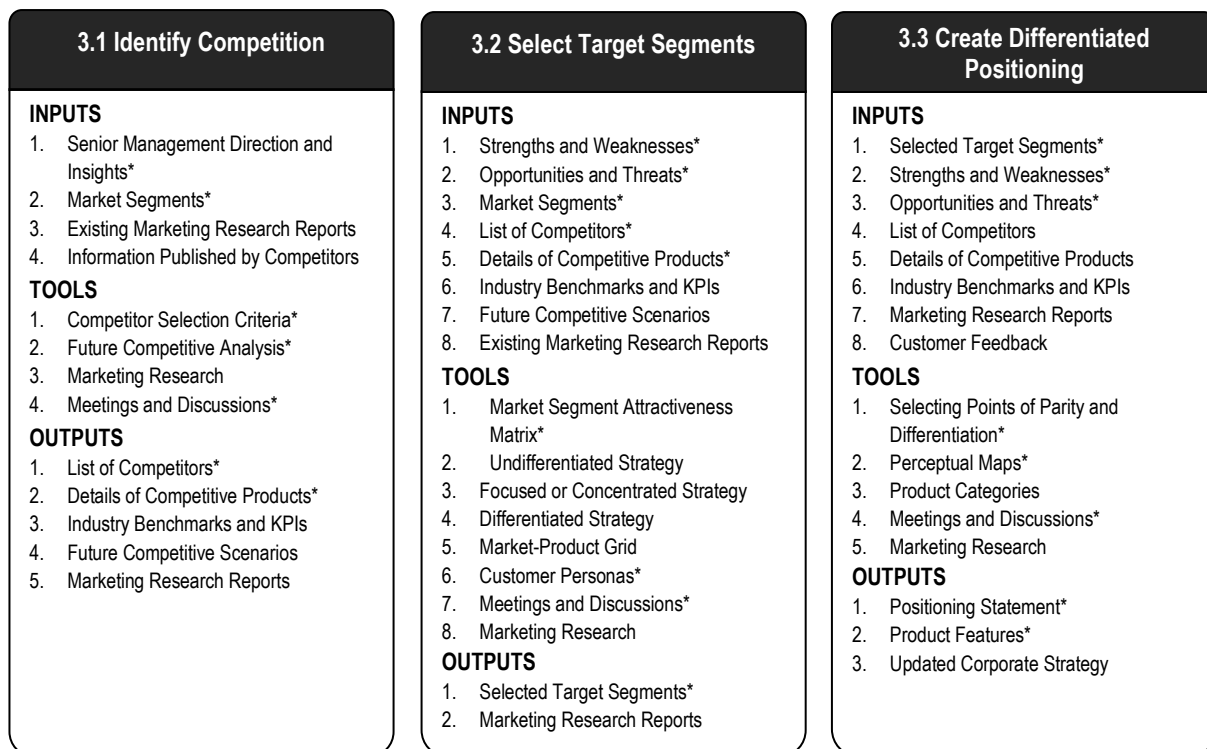 3.1 Identify Competition
INPUTS
1. Senior Management Direction and
Insights*
2. Market Segments*
3. Existing Marketing Research Reports
4. Information Published by Competitors
TOOLS
1. Competitor Selection Criteria*
2. Future Competitive Analysis*
3. Marketing Research
4. Meetings and Discussions*
OUTPUTS
1. List of Competitors*
2. Details of Competitive Products*
3. Industry Benchmarks and KPIs
4. Future Competitive Scenarios
5. Marketing Research Reports
3.2 Select Target Segments
INPUTS
1. Strengths and Weaknesses*
2. Opportunities and Threats*
3. Market Segments*
4. List of Competitors*
5. Details of Competitive Products*
6. Industry Benchmarks and KPIs
7. Future Competitive Scenarios
8. Existing Marketing Research Reports
TOOLS
1. Market Segment Attractiveness
Matrix*
2. Undifferentiated Strategy
3. Focused or Concentrated Strategy
4. Differentiated Strategy
5. Market-Product Grid
6. Customer Personas*
7. Meetings and Discussions*
8. Marketing Research
OUTPUTS
1. Selected Target Segments*
2. Marketing Research Reports
3.3 Create Differentiated
Positioning
INPUTS
1. Selected Target Segments*
2. Strengths and Weaknesses*
3. Opportunities and Threats*
4. List of Competitors
5. Details of Competitive Products
6. Industry Benchmarks and KPIs
7. Marketing Research Reports
8. Customer Feedback
TOOLS
1. Selecting Points of Parity and
Differentiation*
2. Perceptual Maps*
3. Product Categories
4. Meetings and Discussions*
5. Marketing Research
OUTPUTS
1. Positioning Statement*
2. Product Features*
3. Updated Corporate Strategy